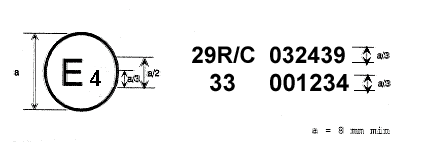 29R/C 032439 a/3
33 001234 a/3
a E 4 a/3 a/2
a = 8 mm min